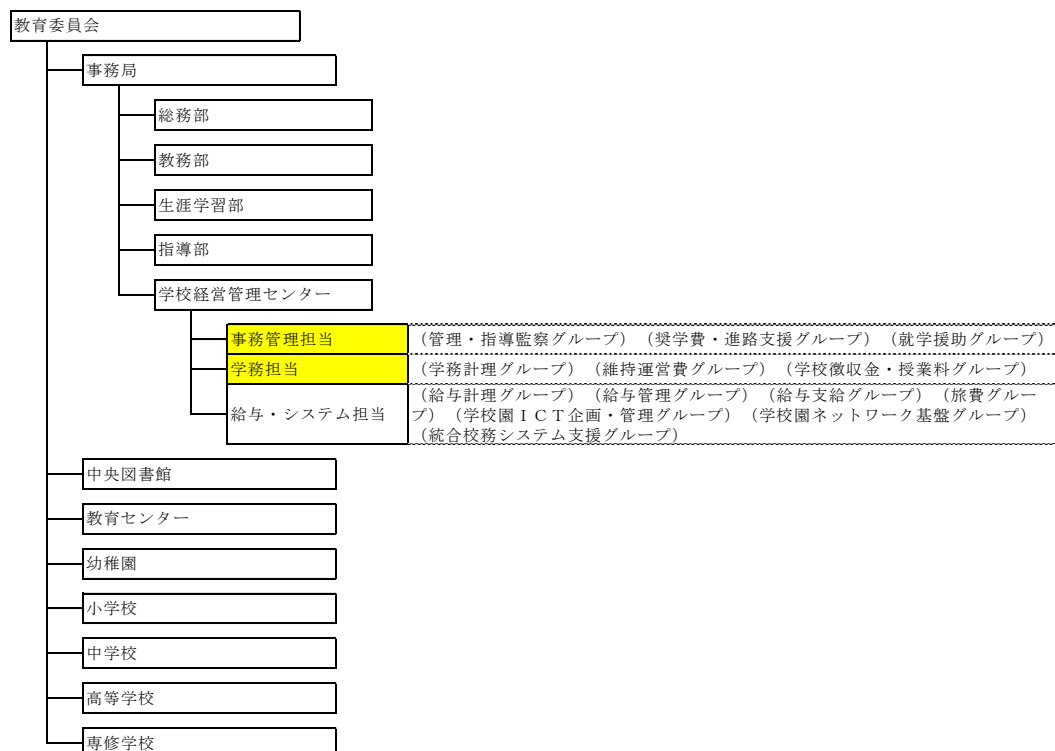 教育委員会
事務局
総務部
教務部
生涯学習部
指導部
学校経営管理センター
事務管理担当 （管理・指導監察グループ）（奨学費・進路支援グループ）（就学援助グループ）
学務担当 （学務計理グループ）（維持運営費グループ）（学校徴収金・授業料グループ）
給与・システム担当
（給与計理グループ）（給与管理グループ）（給与支給グループ）（旅費グルー
プ）（学校園ＩＣＴ企画・管理グループ）（学校園ネットワーク基盤グループ）
（統合校務システム支援グループ）
中央図書館
教育センター
幼稚園
小学校
中学校
高等学校
専修学校